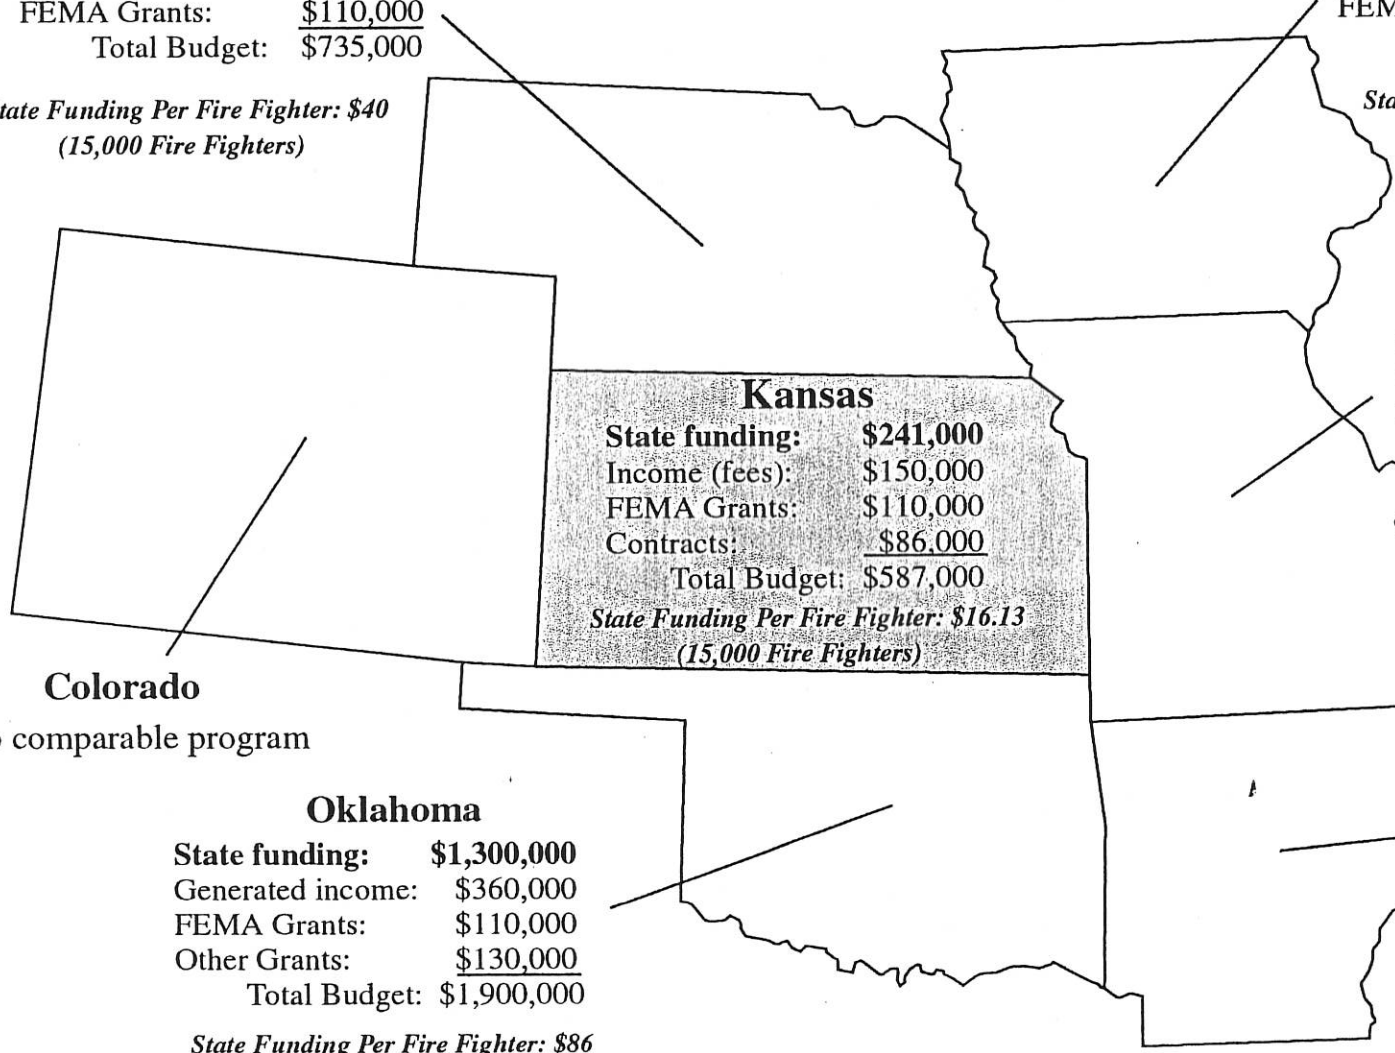 FEMA Grants: $110,000
Total Budget: $735,000
State Funding Per Fire Fighter: $40
(15,000 Fire Fighters)
FEM
Sta
Kansas
State funding: $241,000
Income (fees): $150,000
FEMA Grants: $110,000
Contracts: $86,000
Total Budget: $587,000
State Funding Per Fire Fighter: $16.13
(15,000 Fire Fighters)
Colorado
comparable program
Oklahoma
State funding: $1,300,000
Generated income: $360,000
FEMA Grants: $110,000
Other Grants: $130,000
Total Budget: $1,900,000
State Funding Per Fire Fighter: $86